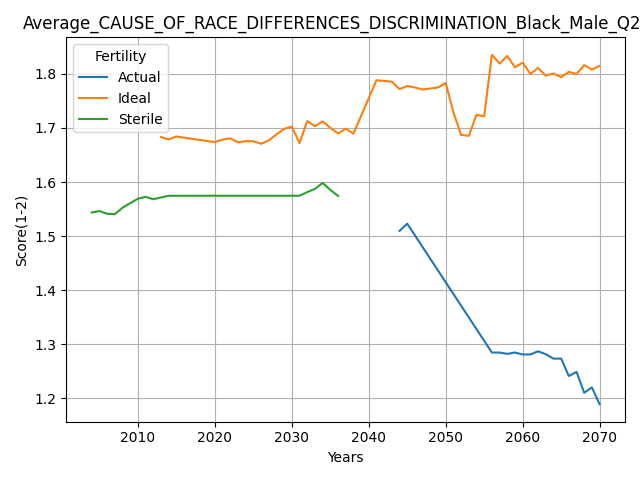 Average_CAUSE_OF_RACE_DIFFERENCES_DISCRIMINATION_Black_Male_Q2
Fertility
Actual
Ideal
Sterile
Score(1-2)
1.8
1.7
1.6
1.5
1.4
1.3
1.2
2010 2020 2030 2040 2050 2060 2070
Years